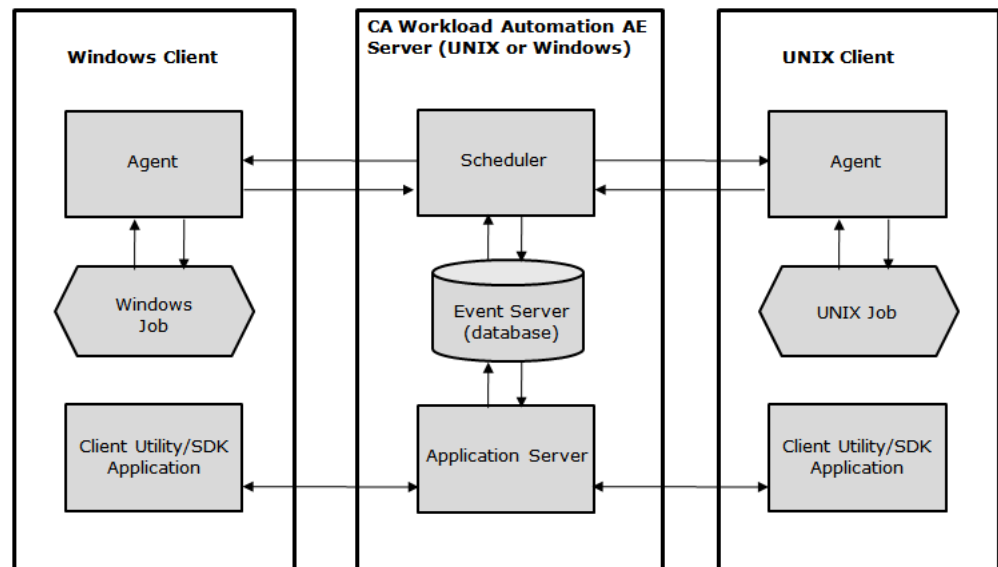 Windows Client
Agent
Windows
Job
Client Utility/SDK
Application
CA Workload Automation AE
Server (UNIX or Windows)
Scheduler
Event Server
(database)
Application Server
UNIX Client
Agent
UNIX Job
Client Utility/SDK
Application